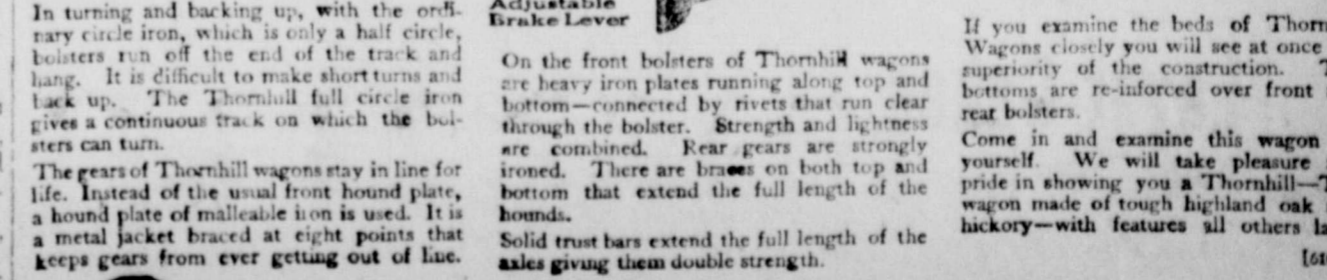 In turning and backing up, with the ordi-
nary circle iron, which is only a half circle,
bolsters run off the end of the track and
hang. It is difficult to make short turns and
back up. The Thornhill full circle iron
gives a continuous track on which the bol-
sters can turn.
The gears of Thornhill wagons stay in line for
life. Instead of the usual front hound plate,
a hound plate of malleable iron is used. It is
a metal jacket braced at eight points that
keeps gears from ever getting out of line.
Adjustable
Brake Lever
On the front bolsters of Thornhill wagons
are heavy iron plates running along top and
bottom—connected by rivets that run clear
through the bolster. Strength and lightness
are combined. Rear gears are strongly
ironed. There are braces on both top and
bottom that extend the full length of the
hounds.
Solid trust bars extend the full length of the
axles giving them double strength.
If you examine the beds of Thorn
Wagons closely you will see at once
superiority of the construction. T
bottoms are re-inforced over front
rear bolsters.
Come in and examine this wagon
yourself. We will take pleasure
pride in showing you a Thornhill—T
wagon made of tough highland oak
hickory—with features all others la